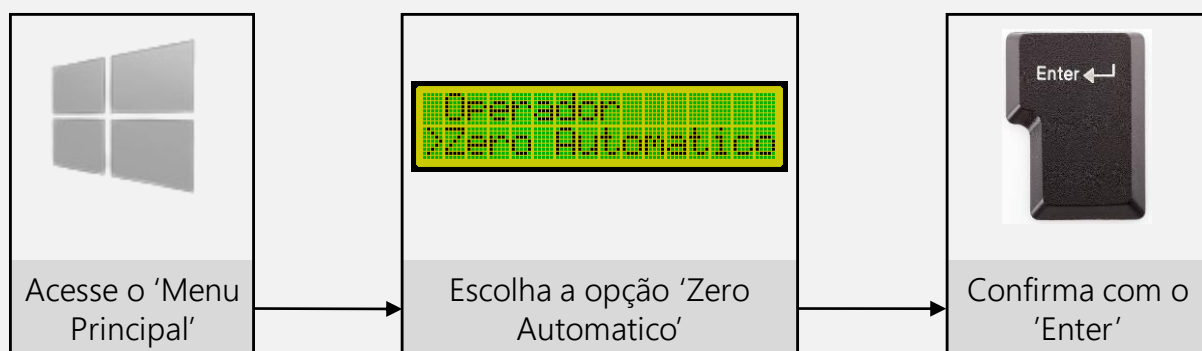 Operador
>Zero Automatico
Enter
Acesse o ‘Menu
Principal’
Escolha a opção ‘Zero
Automatico’
Confirma com o
’Enter’